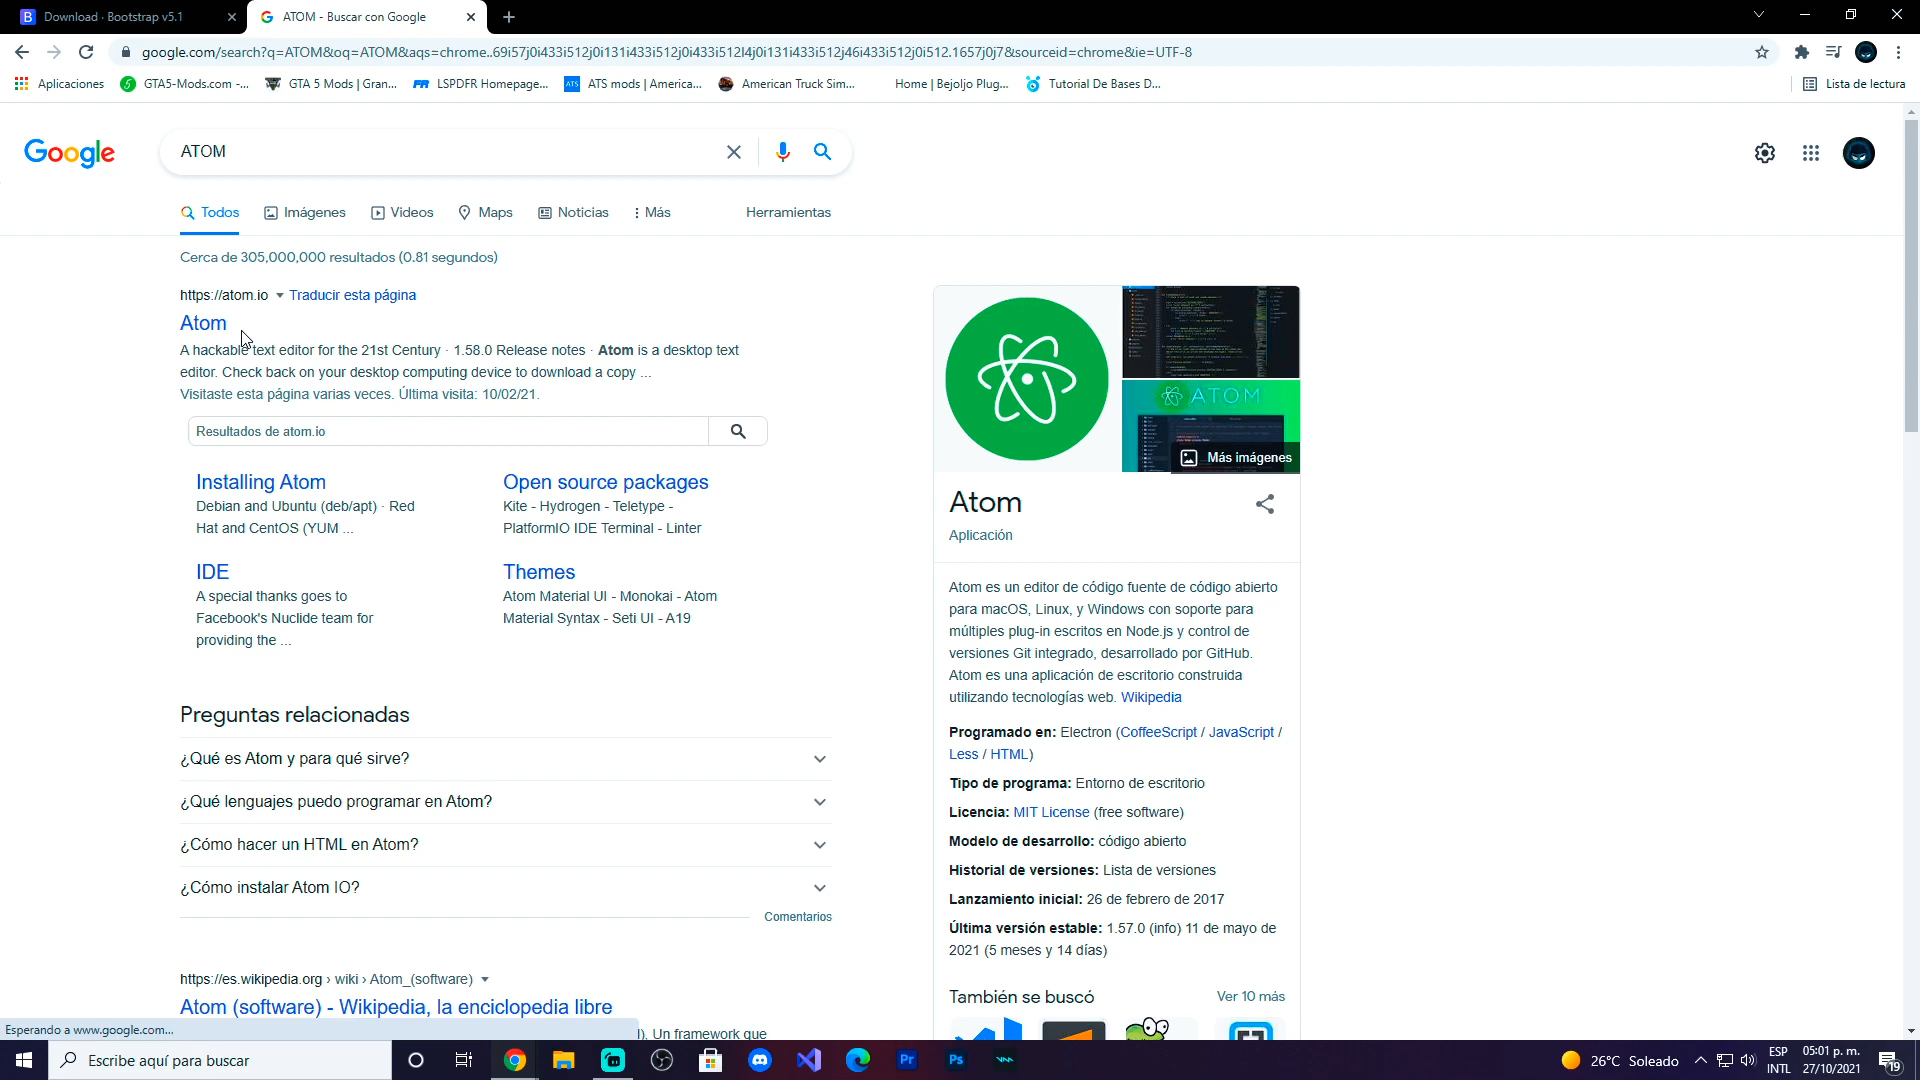 Download · Bootstrap v5.1
ATOM - Buscar con Google
google.com/search?q=ATOM&oq=ATOM&aqs=chrome..69i57j0i433i512j0i131i433i512j0i433i512l4j0i131i433i512j46i433i512j0i512.1657j0j7&sourceid=chrome&ie=UTF-8
Aplicaciones
GTA5-Mods.com -...
GTA 5 Mods | Gran...
LSPDFR Homepage...
ATS mods | America...
American Truck Sim...
Home | Bejoljo Plug...
Tutorial De Bases D...
Lista de lectura
Google
ATOM
Todos
Imágenes
Videos
Maps
Noticias
Más
Herramientas
Cerca de 305,000,000 resultados (0.81 segundos)
https://atom.io
Traducir esta página
Atom
A hackable text editor for the 21st Century · 1.58.0 Release notes · Atom is a desktop text
editor. Check back on your desktop computing device to download a copy ...
Visitaste esta página varias veces. Última visita: 10/02/21.
Resultados de atom.io
Installing Atom
Debian and Ubuntu (deb/apt) · Red
Hat and CentOS (YUM ...
Open source packages
Kite - Hydrogen - Teletype -
PlatformIO IDE Terminal - Linter
IDE
A special thanks goes to
Facebook's Nuclide team for
providing the ...
Themes
Atom Material UI - Monokai - Atom
Material Syntax - Seti UI - A19
Preguntas relacionadas
¿Qué es Atom y para qué sirve?
¿Qué lenguajes puedo programar en Atom?
¿Cómo hacer un HTML en Atom?
¿Cómo instalar Atom IO?
Comentarios
https://es.wikipedia.org › wiki › Atom_(software)
Atom (software) - Wikipedia, la enciclopedia libre
). Un framework que
Esperando a www.google.com...
ATOM
Más imágenes
Atom
Aplicación
Atom es un editor de código fuente de código abierto
para macOS, Linux, y Windows con soporte para
múltiples plug-in escritos en Node.js y control de
versiones Git integrado, desarrollado por GitHub.
Atom es una aplicación de escritorio construida
utilizando tecnologías web. Wikipedia
Programado en: Electron (CoffeeScript / JavaScript /
Less / HTML)
Tipo de programa: Entorno de escritorio
Licencia: MIT License (free software)
Modelo de desarrollo: código abierto
Historial de versiones: Lista de versiones
Lanzamiento inicial: 26 de febrero de 2017
Última versión estable: 1.57.0 (info) 11 de mayo de
2021 (5 meses y 14 días)
También se buscó
Ver 10 más
Escribe aquí para buscar
Pr
Ps
26°C Soleado
ESP
INTL
05:01 p. m.
27/10/2021
19